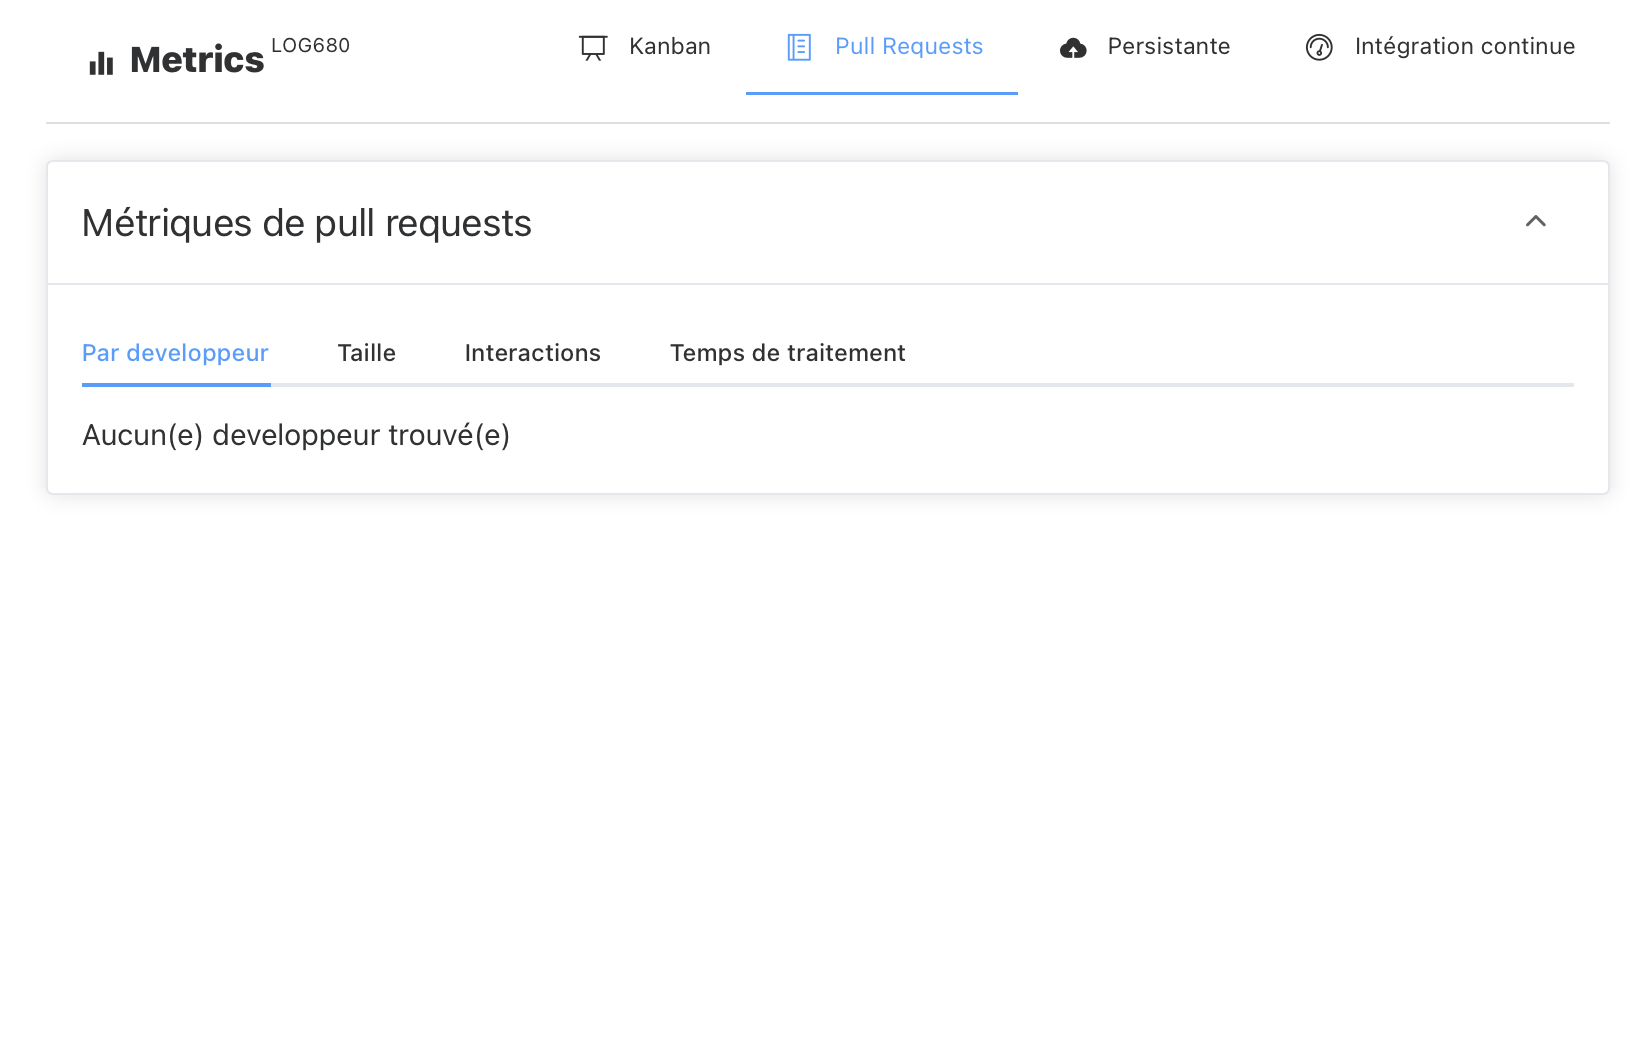 Metrics LOG680
Kanban
Pull Requests
Persistante
Intégration continue
Métriques de pull requests
Par developpeur
Taille
Interactions
Temps de traitement
Aucun(e) developpeur trouvé(e)